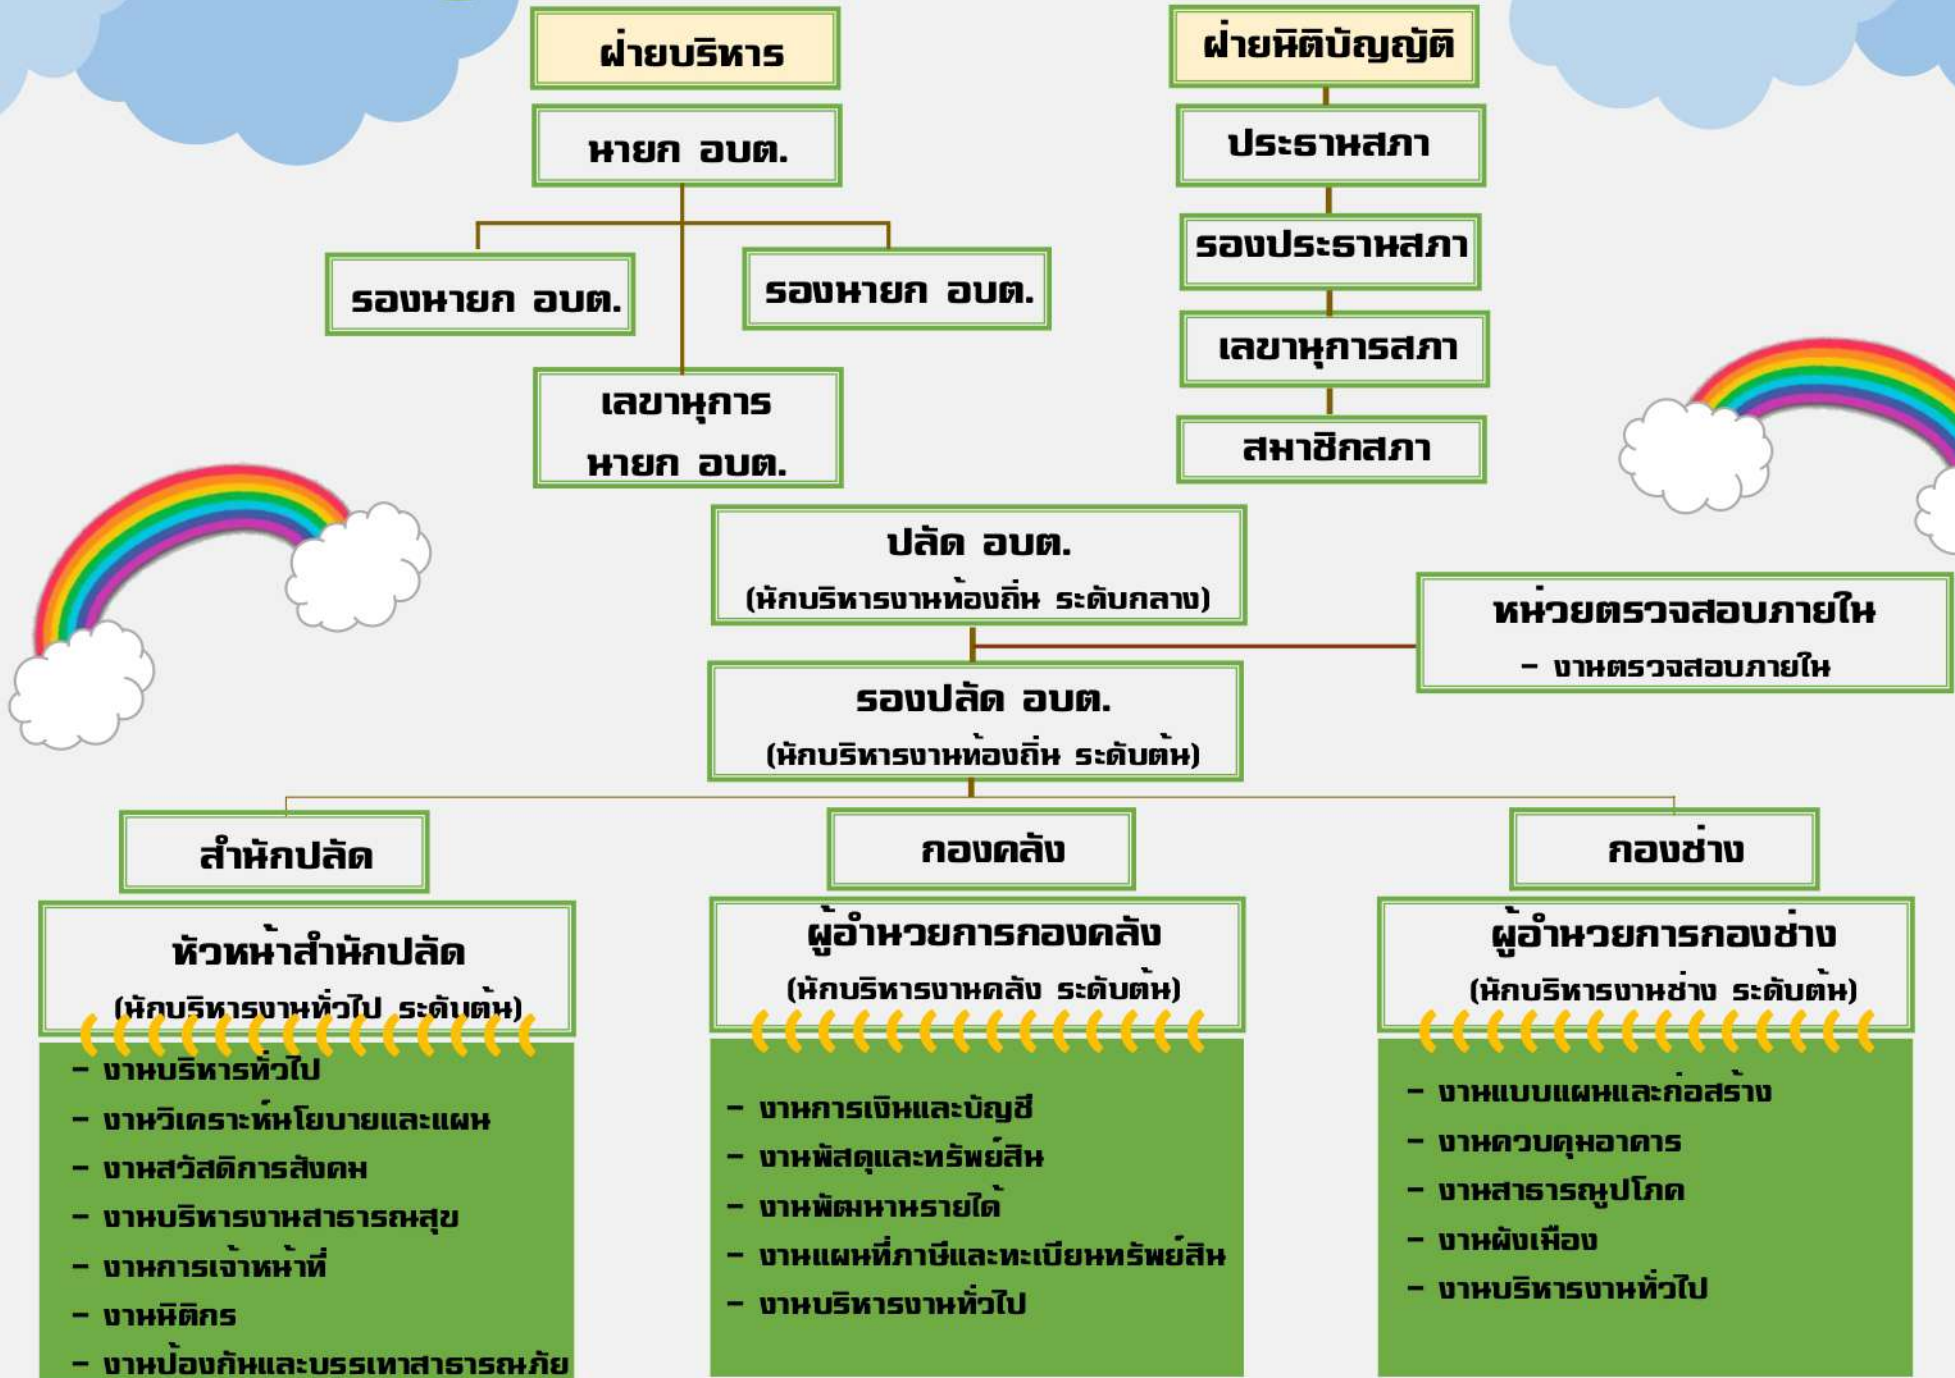 ฝ่ายบริหาร
นายก อบต.
รองนายก อบต.
รองนายก อบต.
เลขานุการ
นายก อบต.
ฝ่ายนิติบัญญัติ
ประธานสภา
รองประธานสภา
เลขานุการสภา
สมาชิกสภา
ปลัด อบต.
(นักบริหารงานท้องถิ่น ระดับกลาง)
หน่วยตรวจสอบภายใน
- งานตรวจสอบภายใน
รองปลัด อบต.
(นักบริหารงานท้องถิ่น ระดับต้น)
สำนักปลัด
หัวหน้าสำนักปลัด
(นักบริหารงานทั่วไป ระดับต้น)
- งานบริหารทั่วไป
- งานวิเคราะห์นโยบายและแผน
- งานสวัสดิการสังคม
- งานบริหารงานสาธารณสุข
- งานการเจ้าหน้าที่
- งานนิติกร
- งานป้องกันและบรรเทาสาธารณภัย
กองคลัง
ผู้อำนวยการกองคลัง
(นักบริหารงานคลัง ระดับต้น)
- งานการเงินและบัญชี
- งานพัสดุและทรัพย์สิน
- งานพัฒนานรายได้
- งานแผนที่ภาษีและทะเบียนทรัพย์สิน
- งานบริหารงานทั่วไป
กองช่าง
ผู้อำนวยการกองช่าง
(นักบริหารงานช่าง ระดับต้น)
- งานแบบแผนและก่อสร้าง
- งานควบคุมอาคาร
- งานสาธารณูปโภค
- งานผังเมือง
- งานบริหารงานทั่วไป